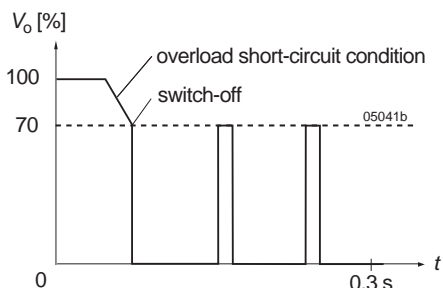 Vo [%]
overload short-circuit condition
100
switch-off
70
05041b
t
0
0.3 s